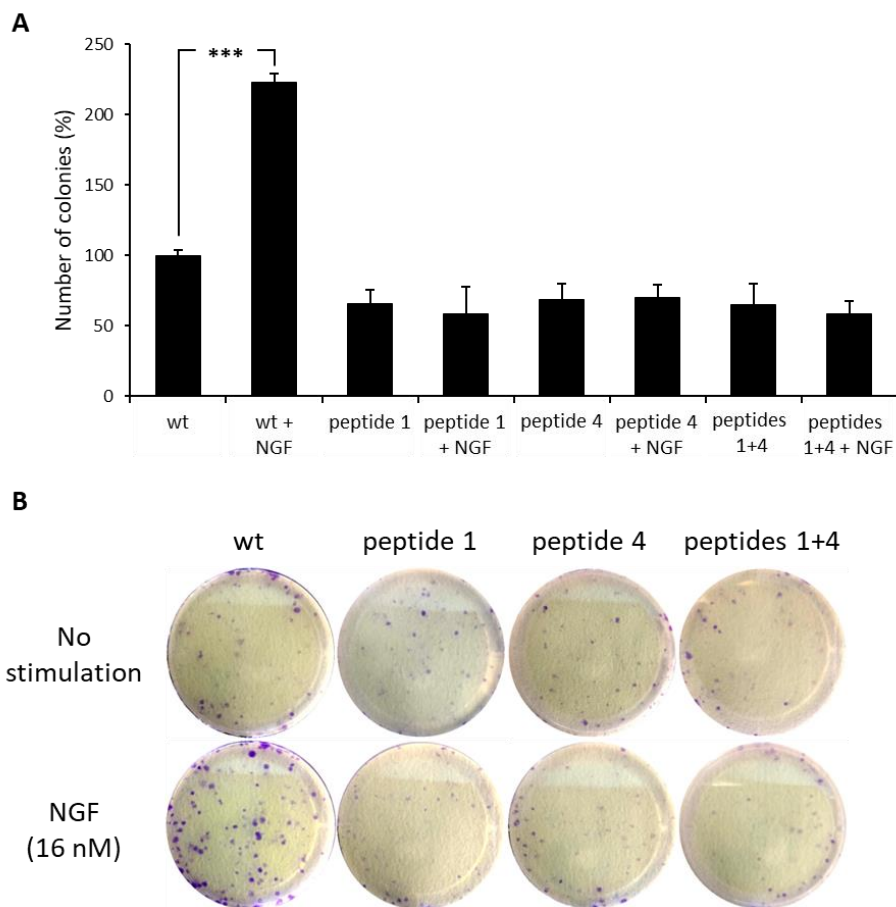 A
Number of colonies (%)
250
200
150
100
50
0
***
wt
wt +
NGF
peptide 1
peptide 1
+ NGF
peptide 4
peptide 4
+ NGF
peptides
1+4
peptides
1+4 + NGF
B
wt
peptide 1
peptide 4
peptides 1+4
No
stimulation
NGF
(16 nM)